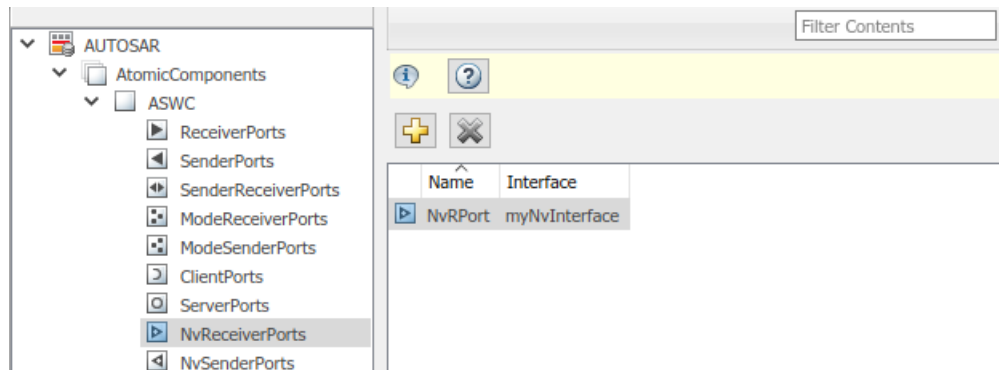 Filter Contents
AUTOSAR
AtomicComponents
ASWC
ReceiverPorts
SenderPorts
SenderReceiverPorts
ModeReceiverPorts
ModeSenderPorts
ClientPorts
ServerPorts
NvReceiverPorts
NvSenderPorts
Name Interface
NvRPort myNvInterface